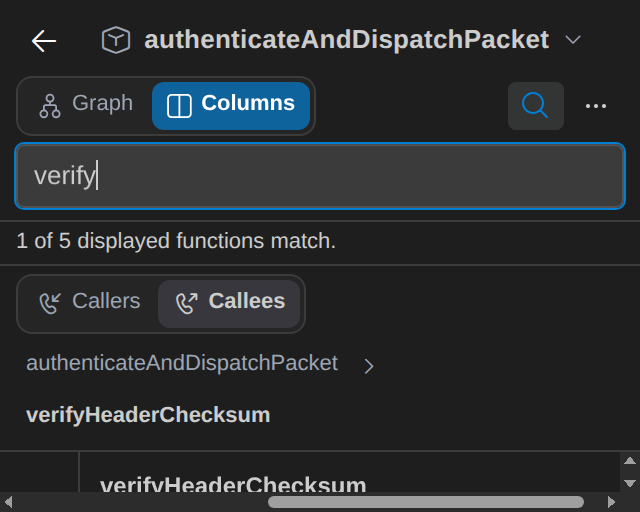 authenticateAndDispatchPacket
Graph Columns
verify
1 of 5 displayed functions match.
Callers Callees
authenticateAndDispatchPacket
verifyHeaderChecksum
verifyHeaderChecksum